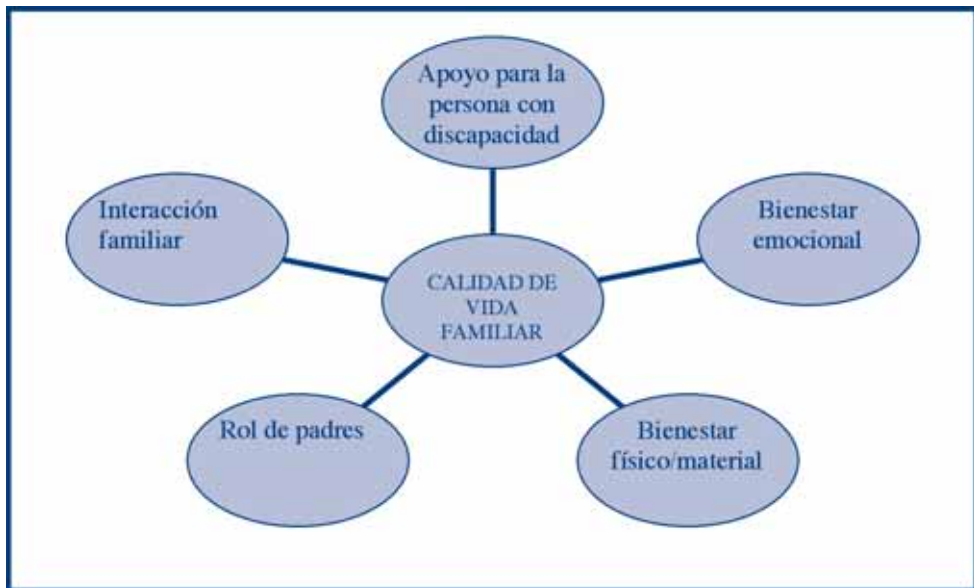 Apoyo para la
persona con
discapacidad
Interacción
familiar
Bienestar
emocional
CALIDAD DE
VIDA
FAMILIAR
Rol de padres
Bienestar
físico/material